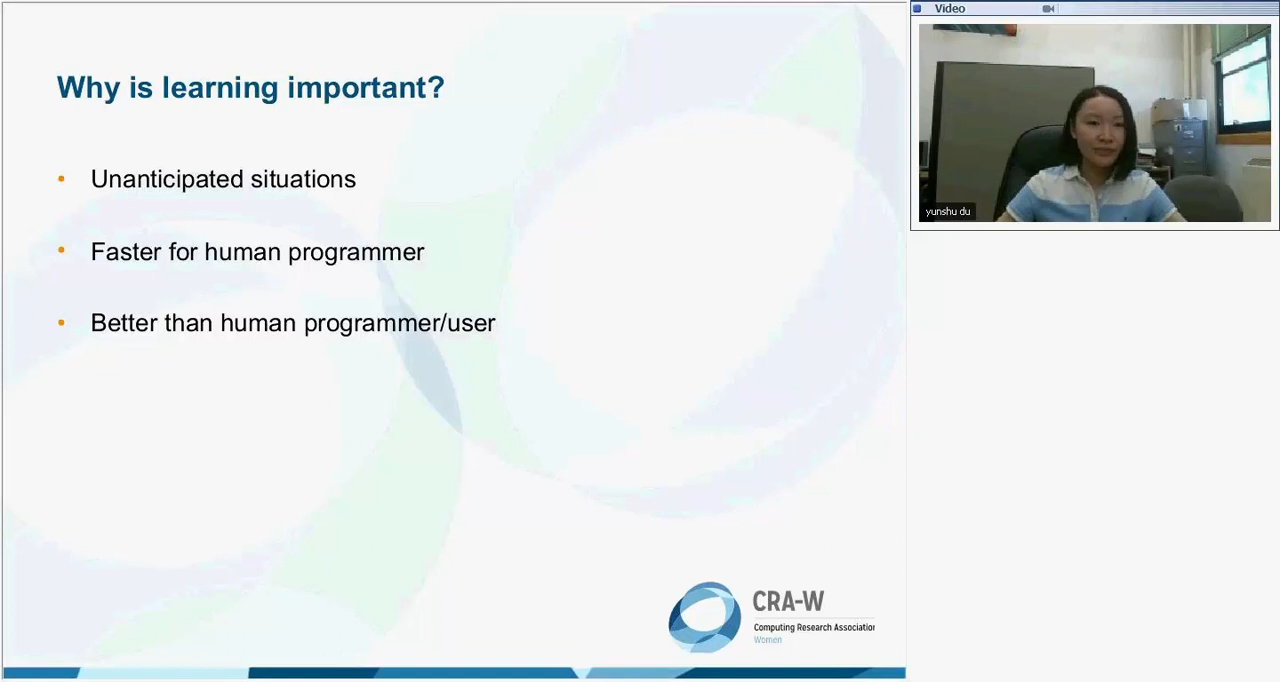 Why is learning important?
Unanticipated situations
Faster for human programmer
Better than human programmer/user
CRA-W
Computing Research Association
Women
Video
yunshu du